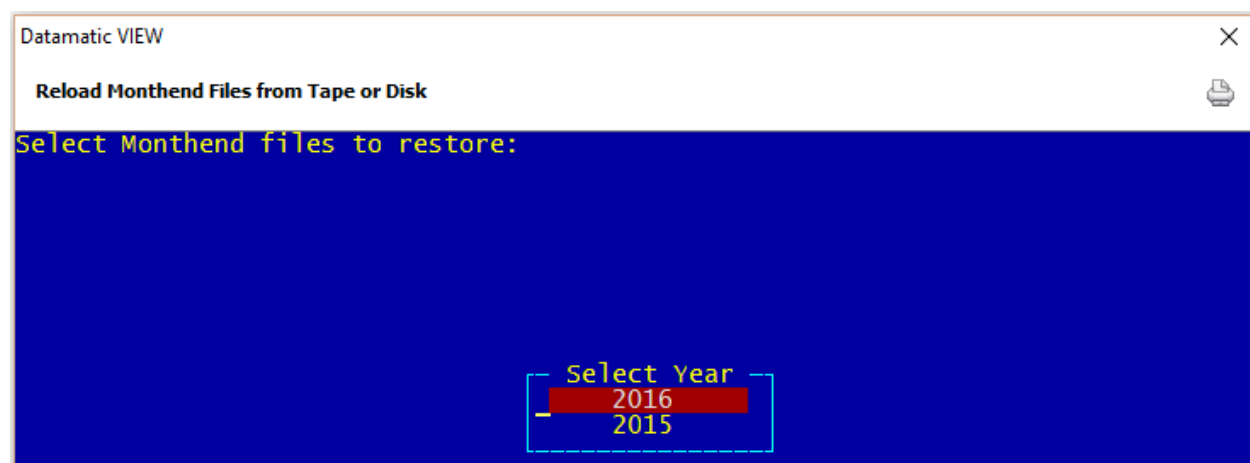 Datamatic VIEW
Reload Monthend Files from Tape or Disk
Select Monthend files to restore:
Select Year
2016
2015